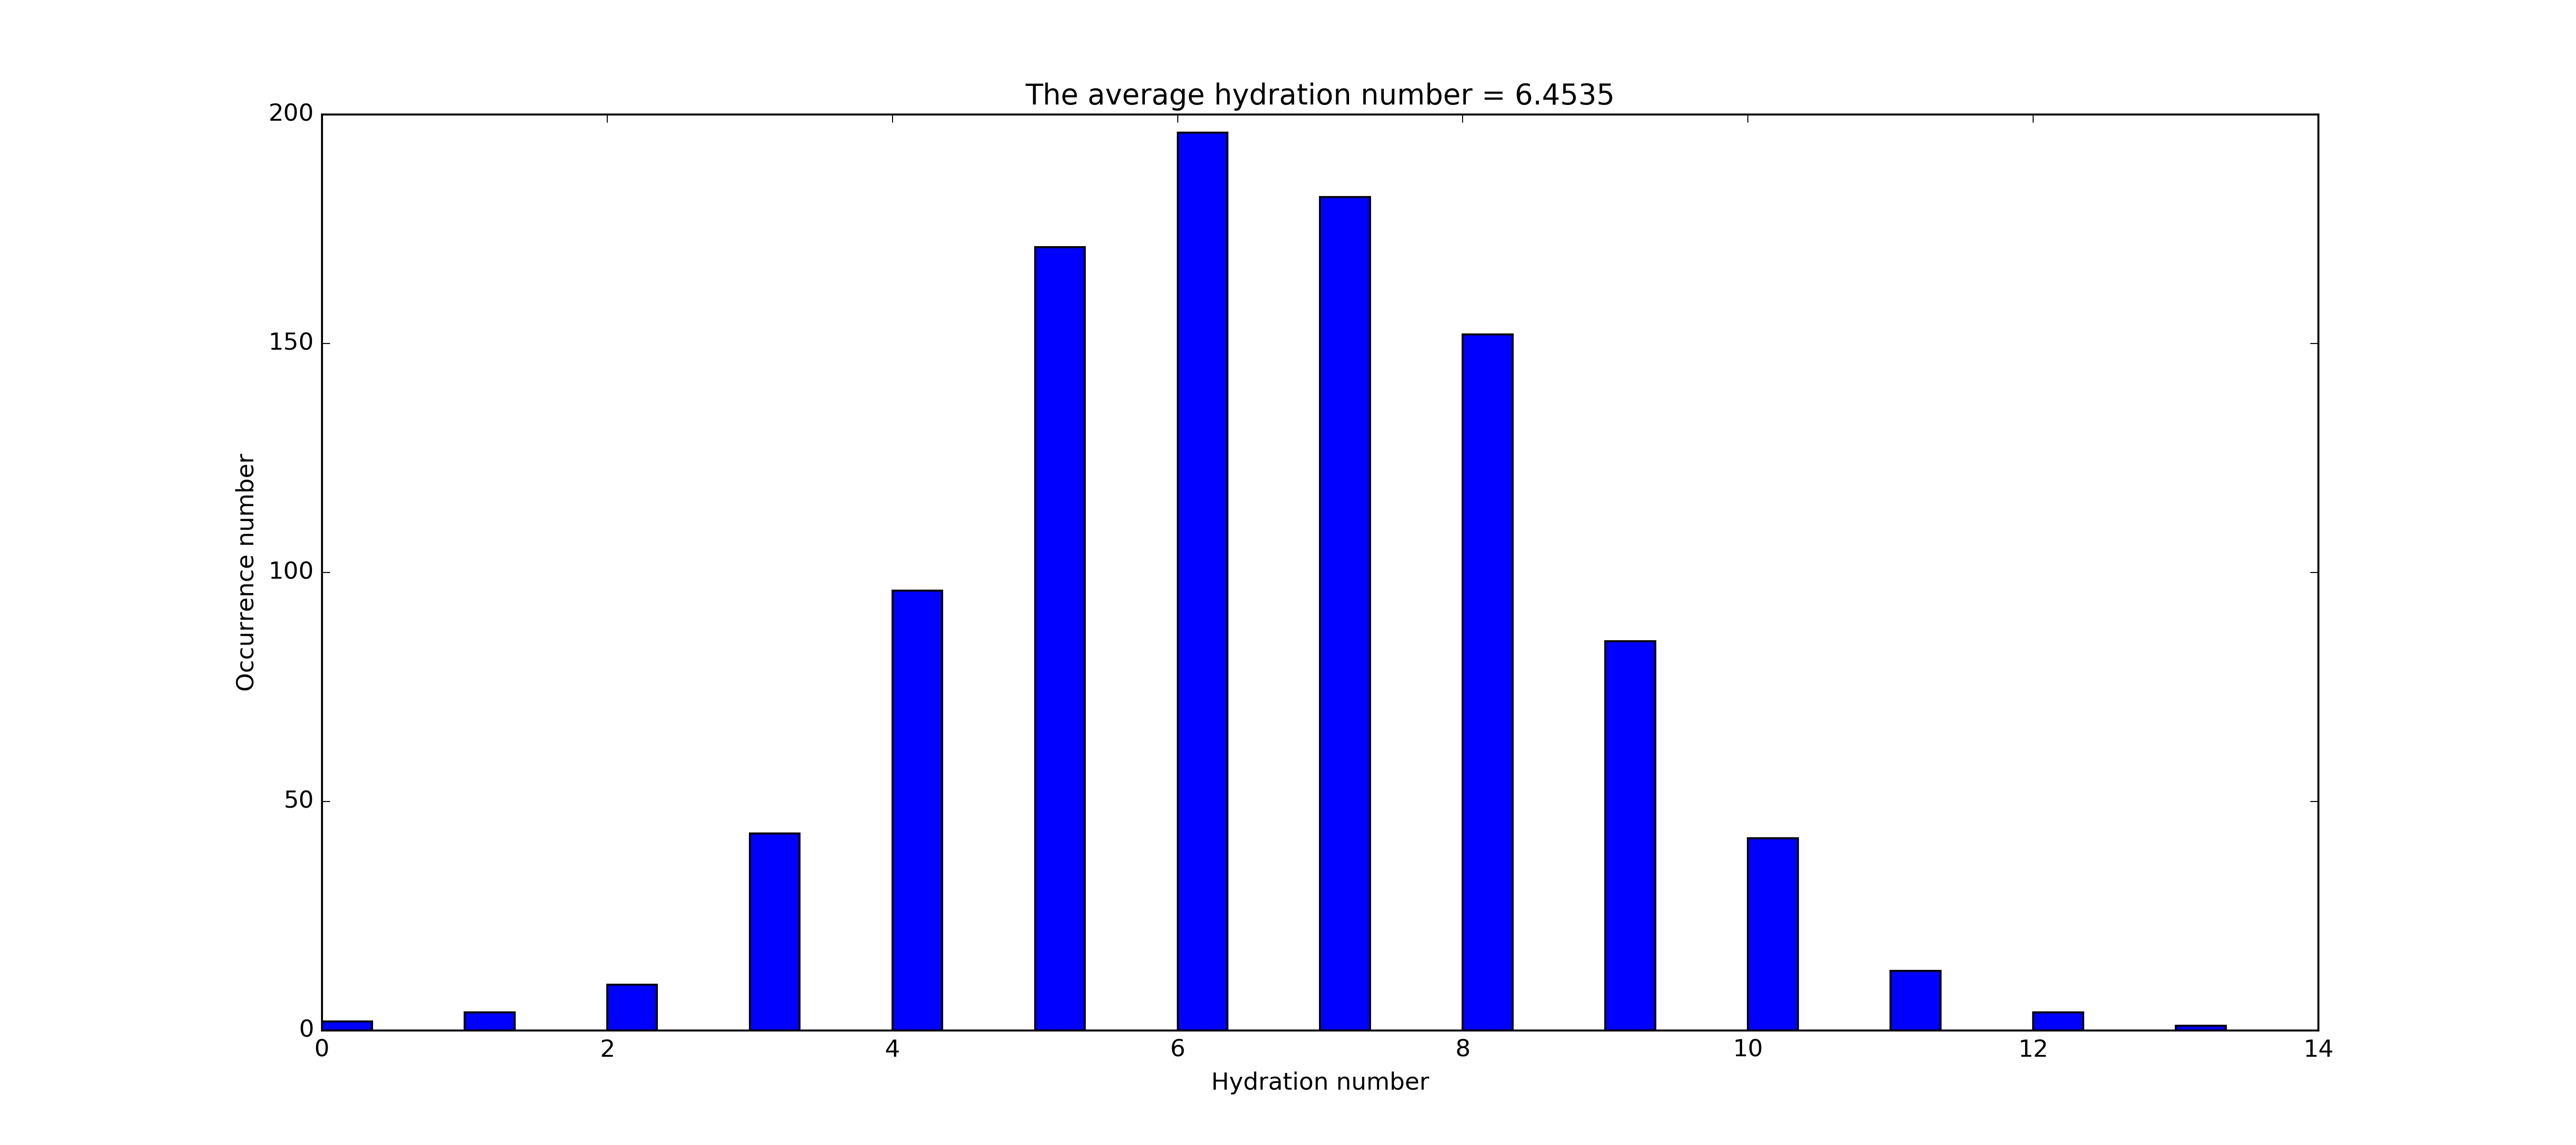 The average hydration number = 6.4535
200
150
100
50
0
Occurrence number
0 2 4 6 8 10 12 14
Hydration number